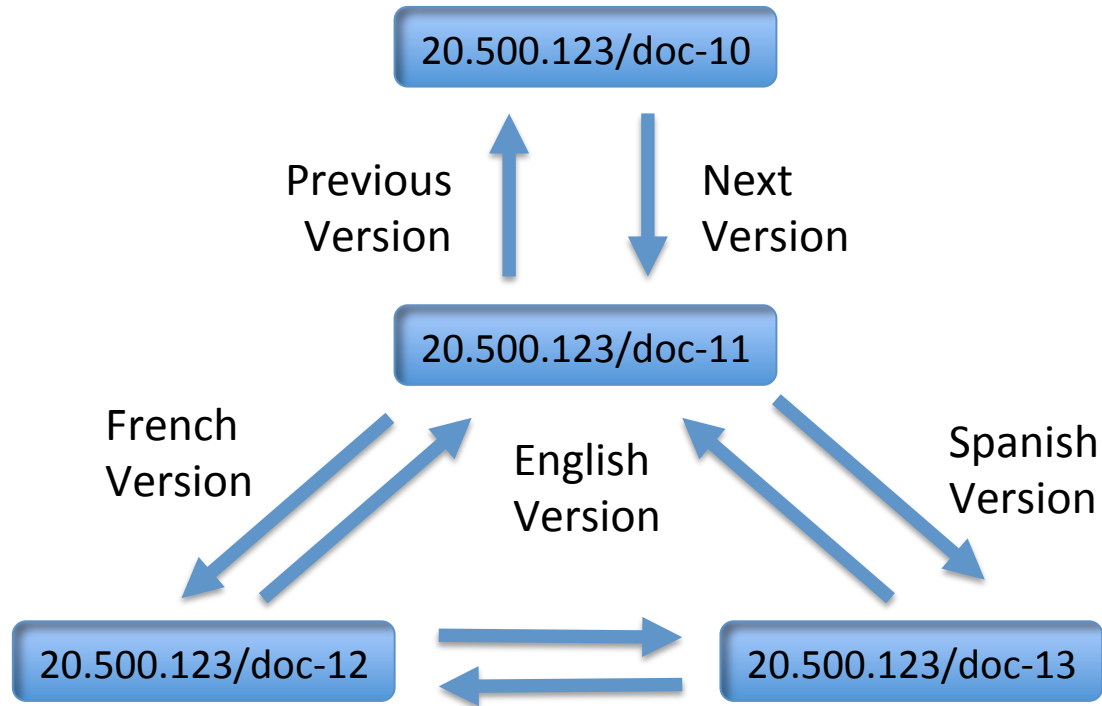 20.500.123/doc-10
Previous
Version
Next
Version
20.500.123/doc-11
French
Version
English
Version
Spanish
Version
20.500.123/doc-12
20.500.123/doc-13